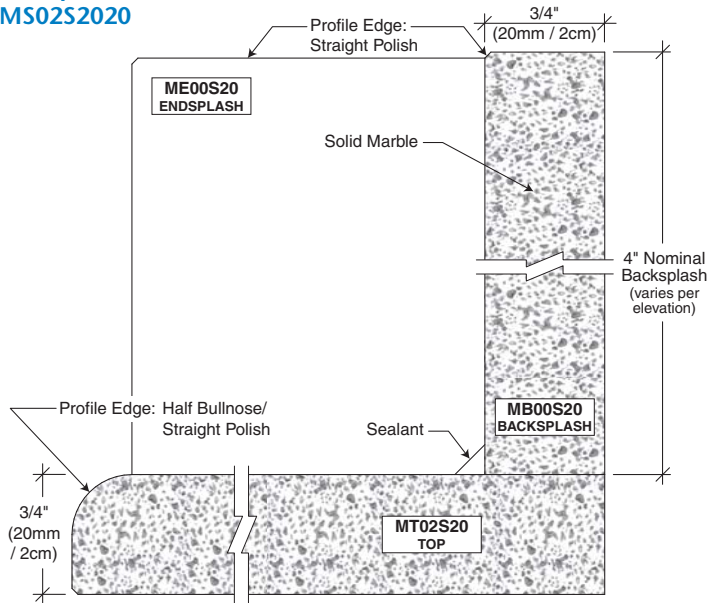 MS02S2020
Profile Edge:
Straight Polish
3/4"
(20mm / 2cm)
ME00S20
ENDSPLASH
Solid Marble
4" Nominal
Backsplash
(varies per
elevation)
Profile Edge: Half Bullnose/
Straight Polish
Sealant
MB00S20
BACKSPLASH
3/4"
(20mm
/ 2cm)
MT02S20
TOP